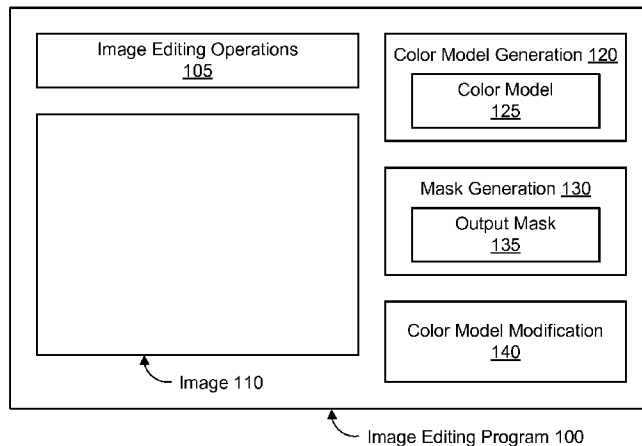 Image Editing Operations
105
Color Model Generation 120
Color Model
125
Mask Generation 130
Output Mask
135
Color Model Modification
140
Image 110
Image Editing Program 100